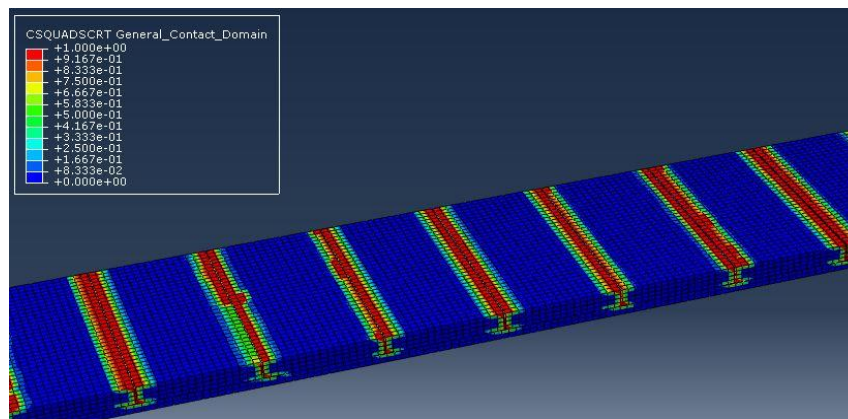 CSQUADSCRT General_Contact_Domain
+1.000e+00
+9.167e-01
+8.333e-01
+7.500e-01
+6.667e-01
+5.833e-01
+5.000e-01
+4.167e-01
+3.333e-01
+2.500e-01
+1.667e-01
+8.333e-02
+0.000e+00